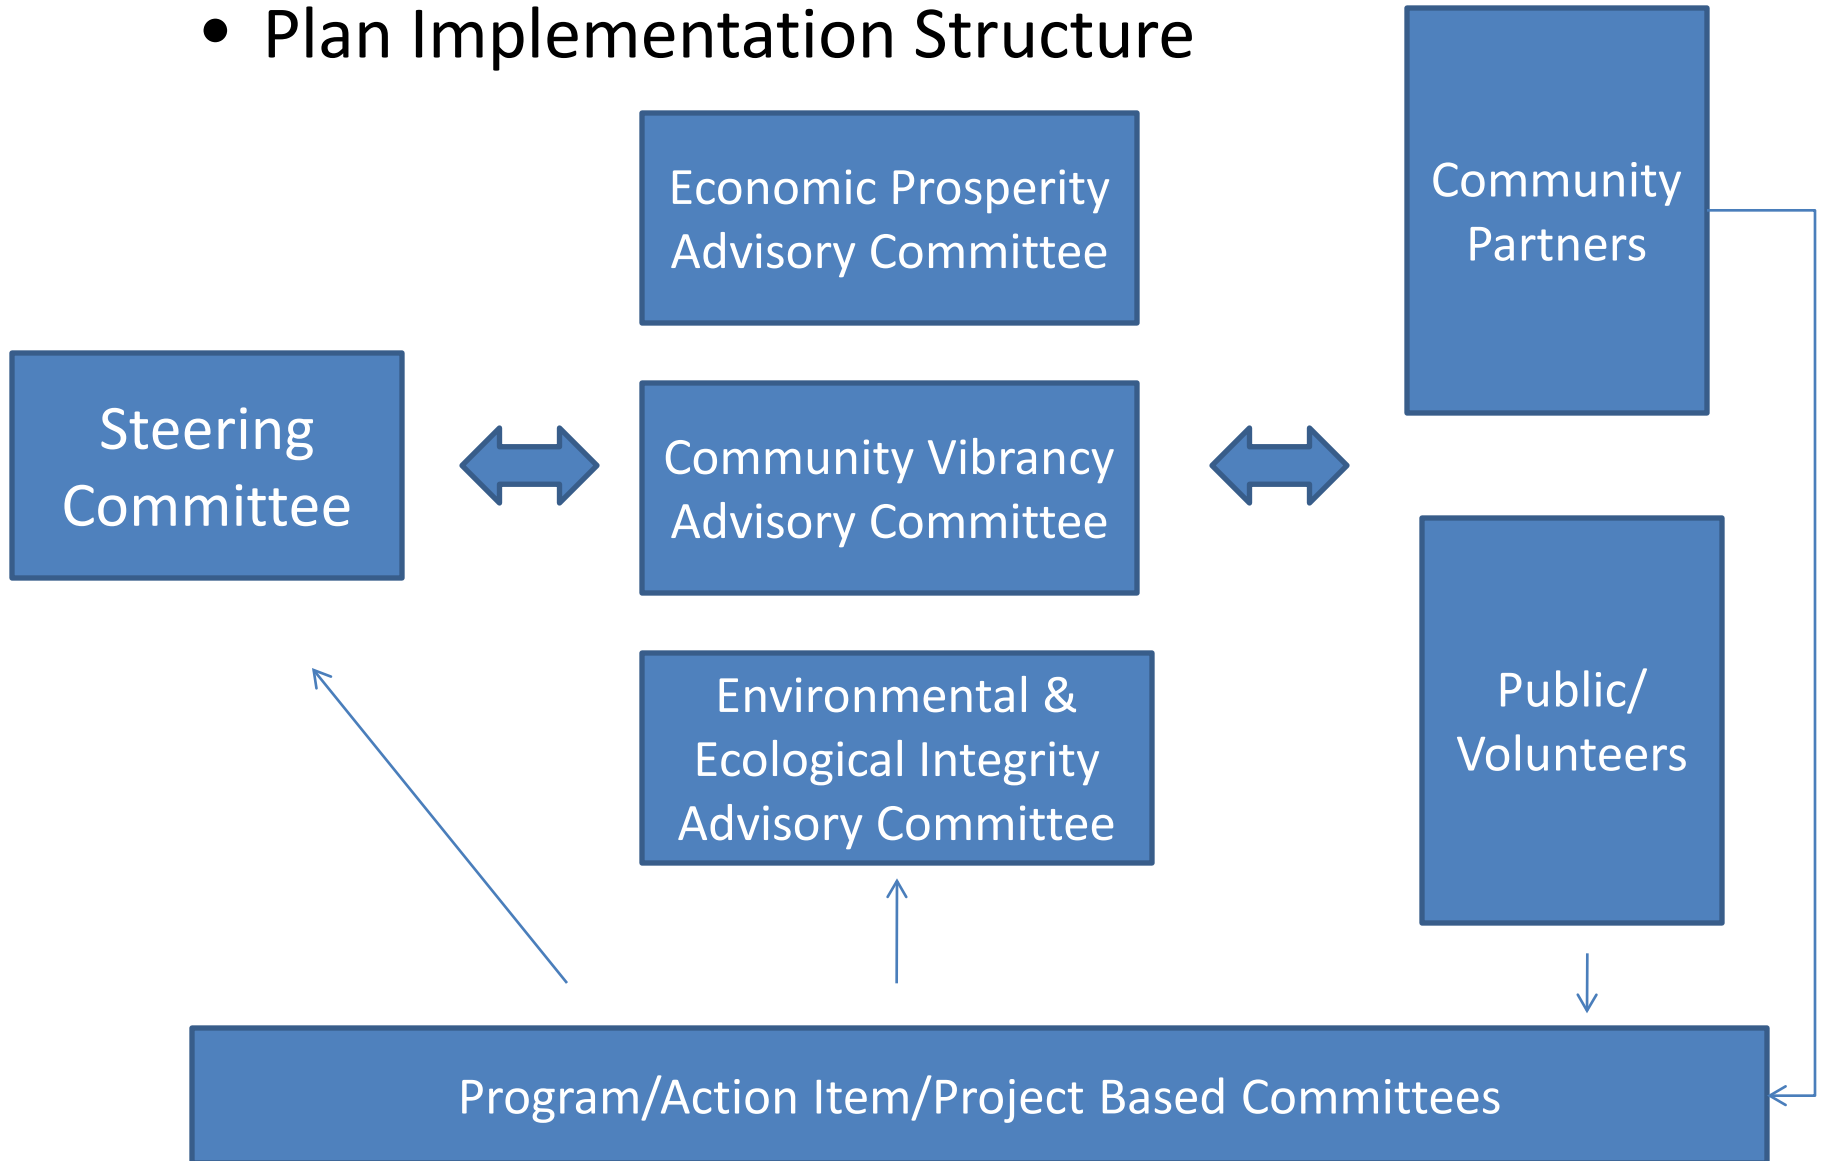 • Plan Implementation Structure
Economic Prosperity
Advisory Committee
Community
Partners
Steering
Committee
Community Vibrancy
Advisory Committee
Environmental &
Ecological Integrity
Advisory Committee
Public/
Volunteers
Program/Action Item/Project Based Committees